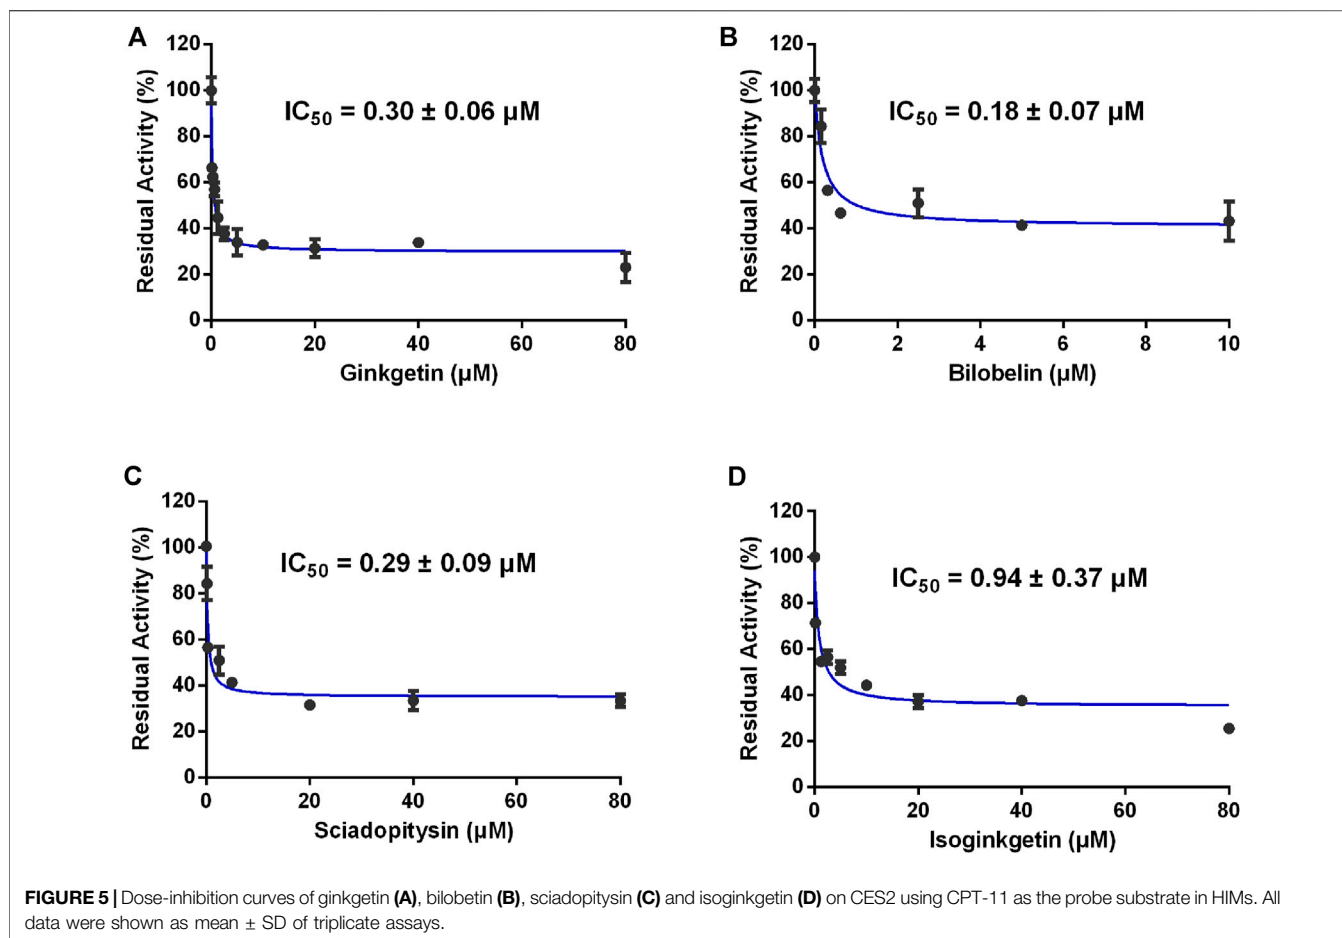 A
120
100
80
60
40
20
0
Residual Activity (%)
IC50 = 0.30 ± 0.06 µM
0 20 40 60 80
Ginkgetin (µM)
B
120
100
80
60
40
20
0
Residual Activity (%)
IC50 = 0.18 ± 0.07 µM
0 2 4 6 8 10
Bilobelin (µM)
C
120
100
80
60
40
20
0
Residual Activity (%)
IC50 = 0.29 ± 0.09 µM
0 20 40 60 80
Sciadopitysin (µM)
D
120
100
80
60
40
20
0
Residual Activity (%)
IC50 = 0.94 ± 0.37 µM
0 20 40 60 80
Isoginkgetin (µM)
FIGURE 5 | Dose-inhibition curves of ginkgetin (A), bilobetin (B), sciadopitysin (C) and isoginkgetin (D) on CES2 using CPT-11 as the probe substrate in HIMs. All
data were shown as mean ± SD of triplicate assays.